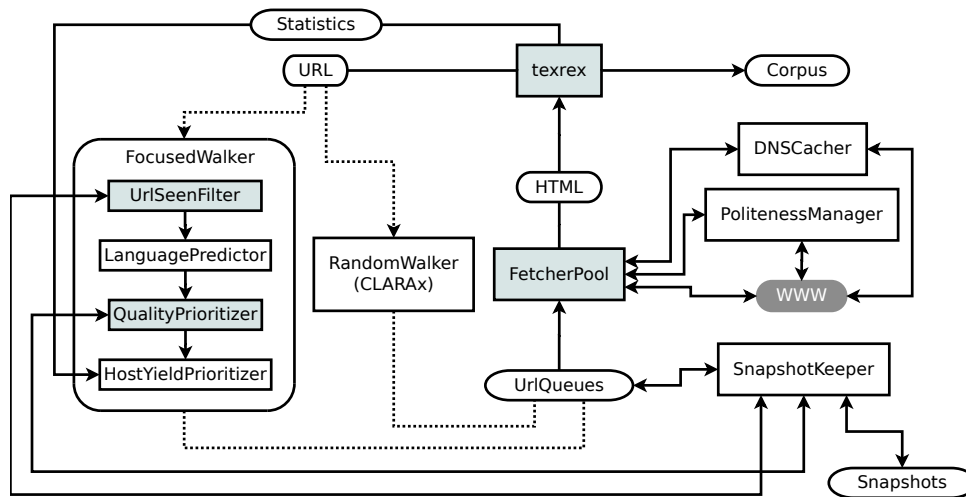 Statistics
URL
texrex
Corpus
FocusedWalker
DNSCacher
UrlSeenFilter
HTML
PolitenessManager
LanguagePredictor
RandomWalker
(CLARAx)
FetcherPool
WWW
QualityPrioritizer
HostYieldPrioritizer
UrlQueues
SnapshotKeeper
Snapshots